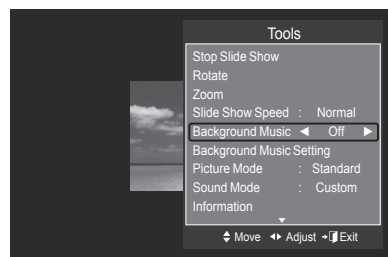 Tools
Stop Slide Show
Rotate
Zoom
Slide Show Speed : Normal
Background Music ◄ Off ►
Background Music Setting
Picture Mode : Standard
Sound Mode : Custom
Information
Move Adjust Exit